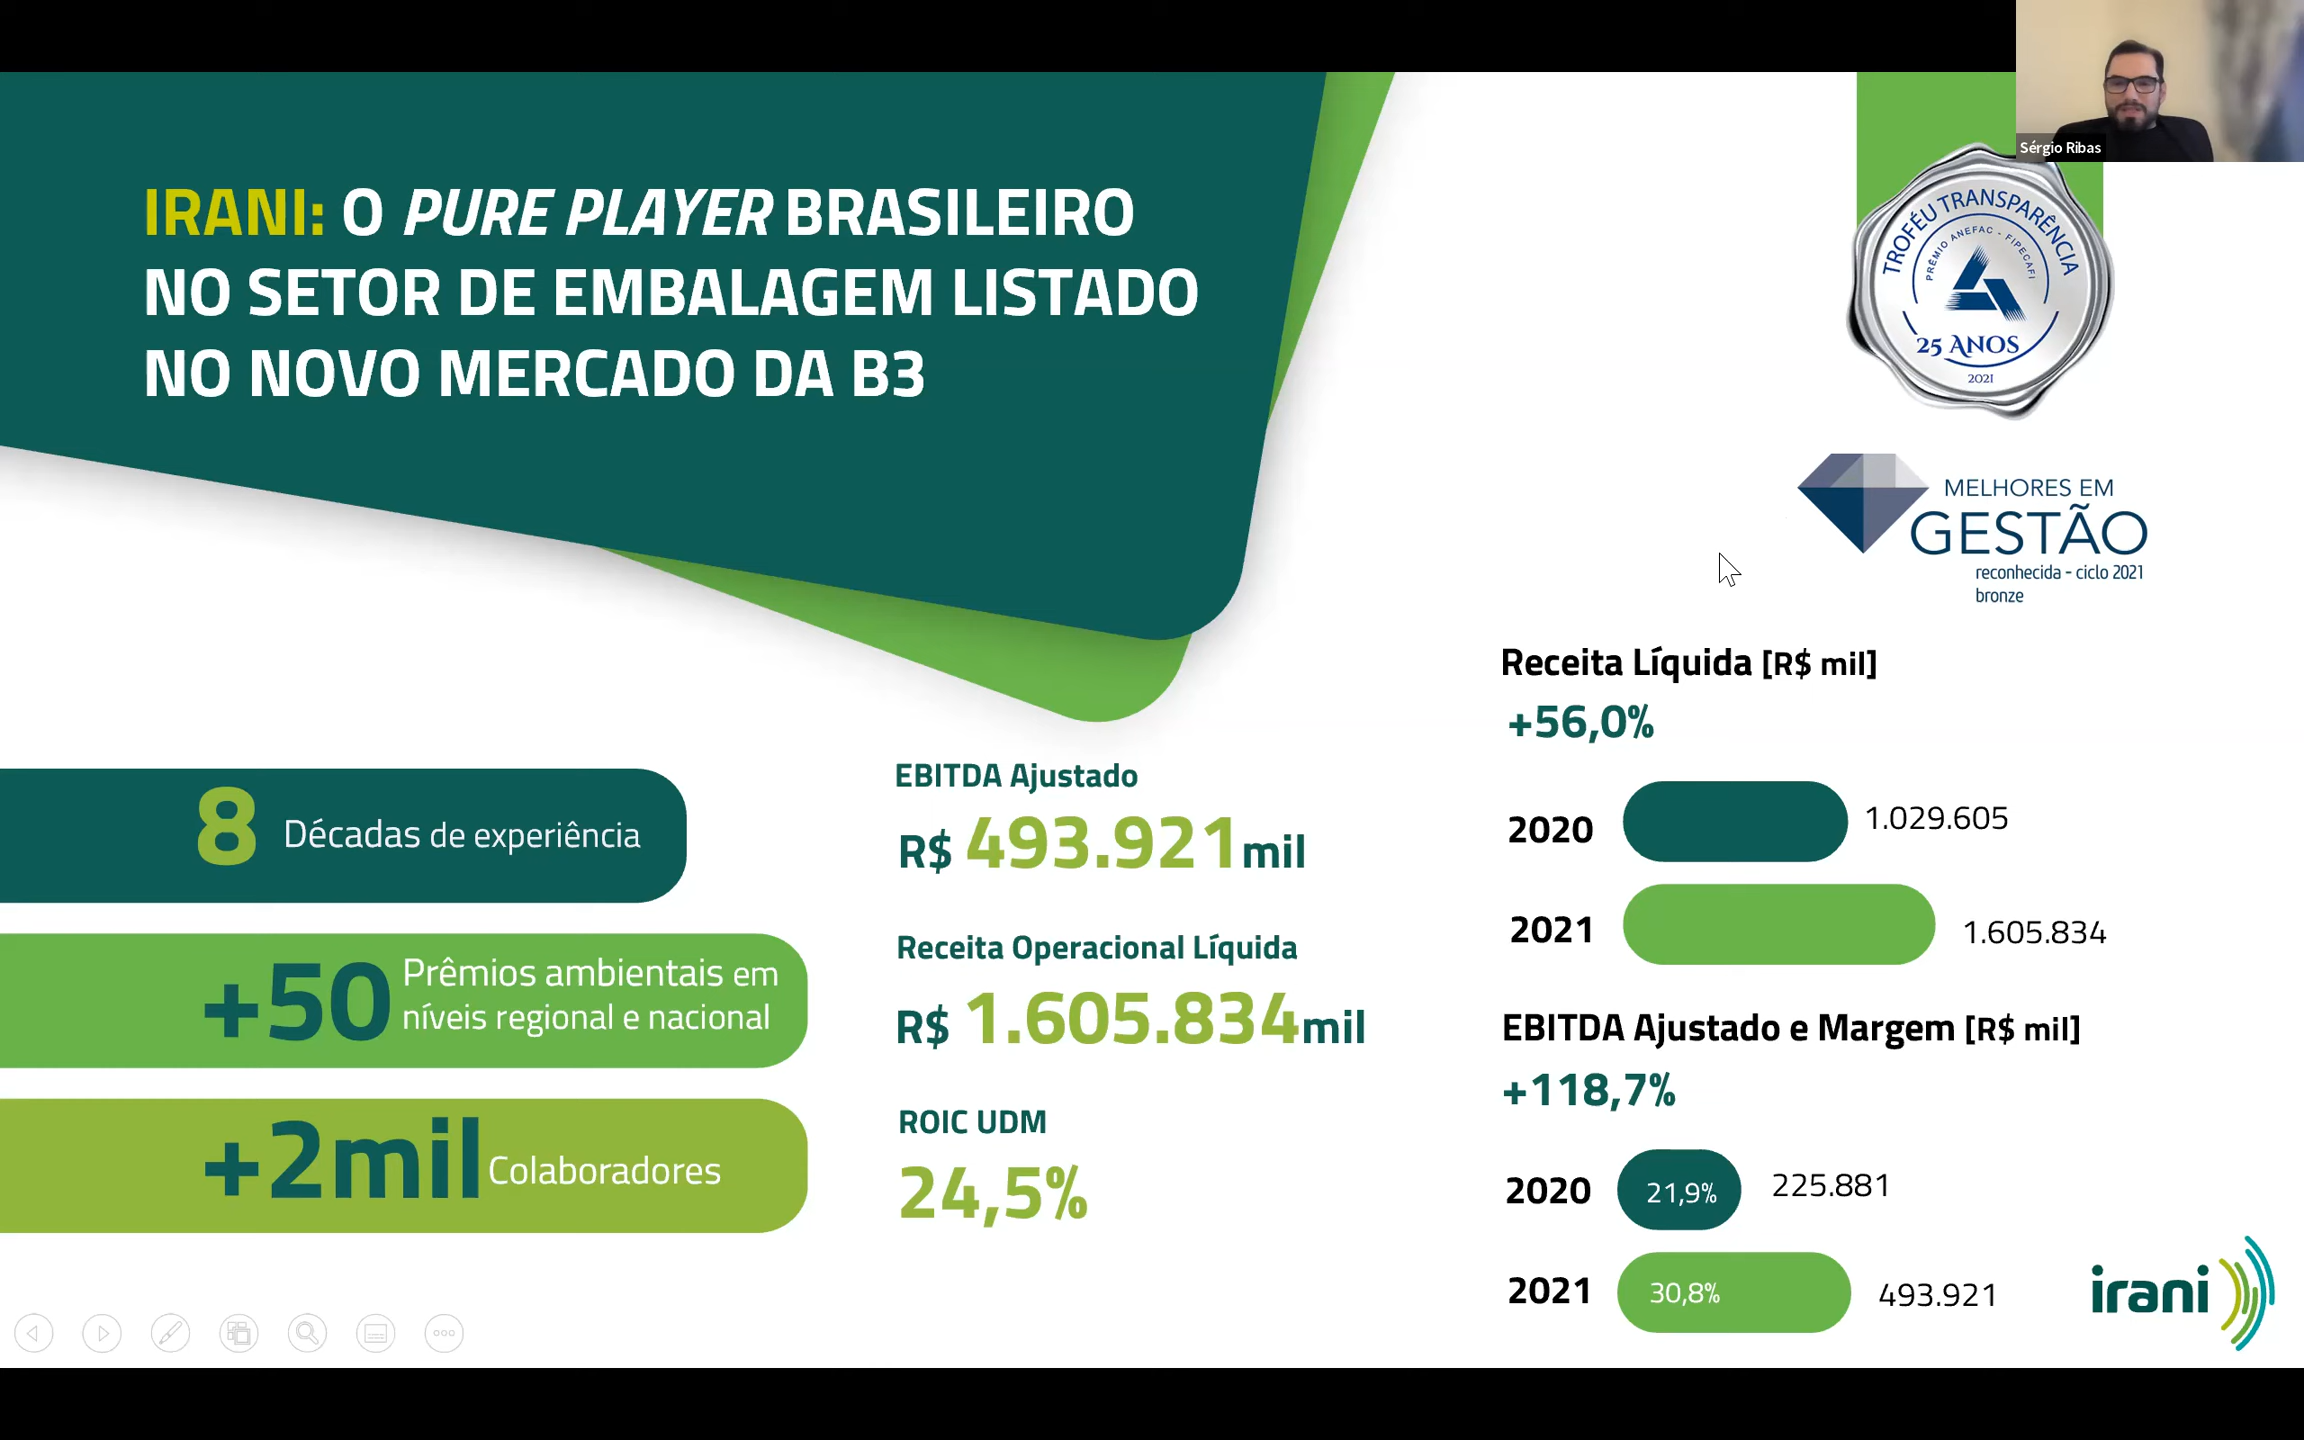 Sérgio Ribas
IRANI: O PURE PLAYER BRASILEIRO
NO SETOR DE EMBALAGEM LISTADO
NO NOVO MERCADO DA B3
TROFÉU TRANSPARÊNCIA
PRÊMIO ANEFAC - FIPECAFI
25 ANOS
2021
MELHORES EM
GESTÃO
reconhecida - ciclo 2021
bronze
8 Décadas de experiência
+50 Prêmios ambientais em
níveis regional e nacional
+2mil Colaboradores
EBITDA Ajustado
R$ 493.921mil
Receita Operacional Líquida
R$ 1.605.834mil
ROIC UDM
24,5%
Receita Líquida [R$ mil]
+56,0%
2020 1.029.605
2021 1.605.834
EBITDA Ajustado e Margem [R$ mil]
+118,7%
2020 21,9% 225.881
2021 30,8% 493.921
irani